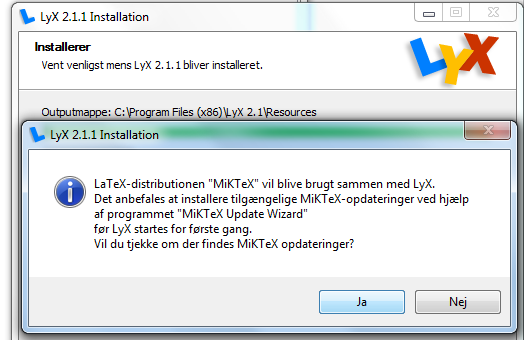 LyX 2.1.1 Installation
Installerer
Vent venligst mens LyX 2.1.1 bliver installeret.
LYX
Outputmappe: C:\Program Files (x86)\LyX 2.1\Resources
LyX 2.1.1 Installation
LaTeX-distributionen "MiKTeX" vil blive brugt sammen med LyX.
Det anbefales at installere tilgængelige MiKTeX-opdateringer ved hjælp
af programmet "MiKTeX Update Wizard"
før LyX startes for første gang.
Vil du tjekke om der findes MiKTeX opdateringer?
Ja
Nej